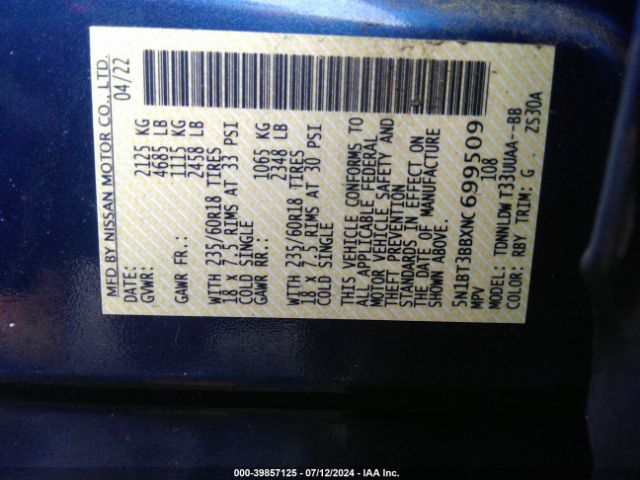 MFD BY NISSAN MOTOR CO., LTD.
DATE: 04/22
GVWR: 2125 KG
4685 LB
GAWR FR.: 1115 KG
2458 LB
WITH 235/60R18 TIRES
18 X 7.5 RIMS AT 33 PSI
COLD SINGLE
GAWR RR.: 1065 KG
2348 LB
WITH 235/60R18 TIRES
18 X 7.5 RIMS AT 30 PSI
COLD SINGLE
THIS VEHICLE CONFORMS TO
ALL APPLICABLE FEDERAL
MOTOR VEHICLE SAFETY AND
THEFT PREVENTION
STANDARDS IN EFFECT ON
THE DATE OF MANUFACTURE
SHOWN ABOVE.
5N1BT3BBXNC699509
MPV 108
MODEL: TDNNLDWT33UUAA--BB
COLOR: RBY TRIM: G ZS30A
000-39857125 - 07/12/2024 - IAA Inc.